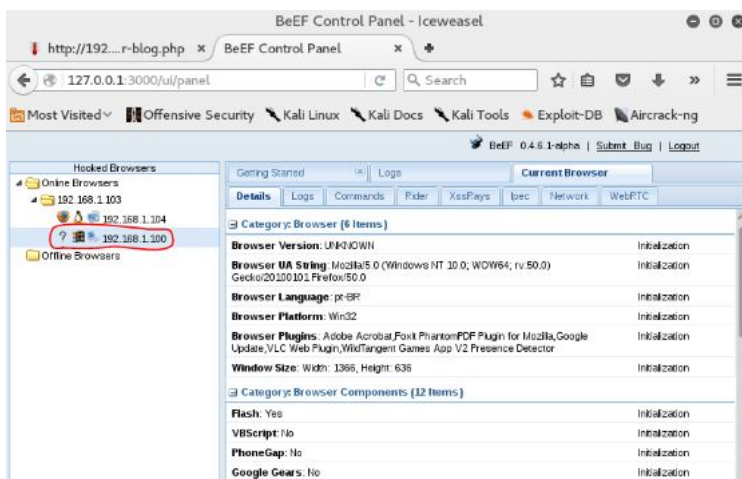 BeEF Control Panel - Iceweasel
http://192....r-blog.php × BeEF Control Panel ×
127.0.0.1:3000/ui/panel Search
Most Visited Offensive Security Kali Linux Kali Docs Kali Tools Exploit-DB Aircrack-ng
BeEF 0.4.6.1-alpha | Submit Bug | Logout
Hooked Browsers
Online Browsers
192.168.1.103
192.168.1.104
? 192.168.1.100
Offline Browsers
Getting Started Logs Current Browser
Details Logs Commands Rider XssRays Ipec Network WebRTC
Category: Browser (6 Items)
Browser Version: UNKNOWN Initialization
Browser UA String: Mozilla/5.0 (Windows NT 10.0; WOW64; rv:50.0) Initialization
Gecko/20100101 Firefox/50.0
Browser Language: pt-BR Initialization
Browser Platform: Win32 Initialization
Browser Plugins: Adobe Acrobat,Foxit PhantomPDF Plugin for Mozilla,Google Initialization
Update,VLC Web Plugin,WildTangent Games App V2 Presence Detector
Window Size: Width: 1366, Height: 636 Initialization
Category: Browser Components (12 Items)
Flash: Yes Initialization
VBScript: No Initialization
PhoneGap: No Initialization
Google Gears: No Initialization